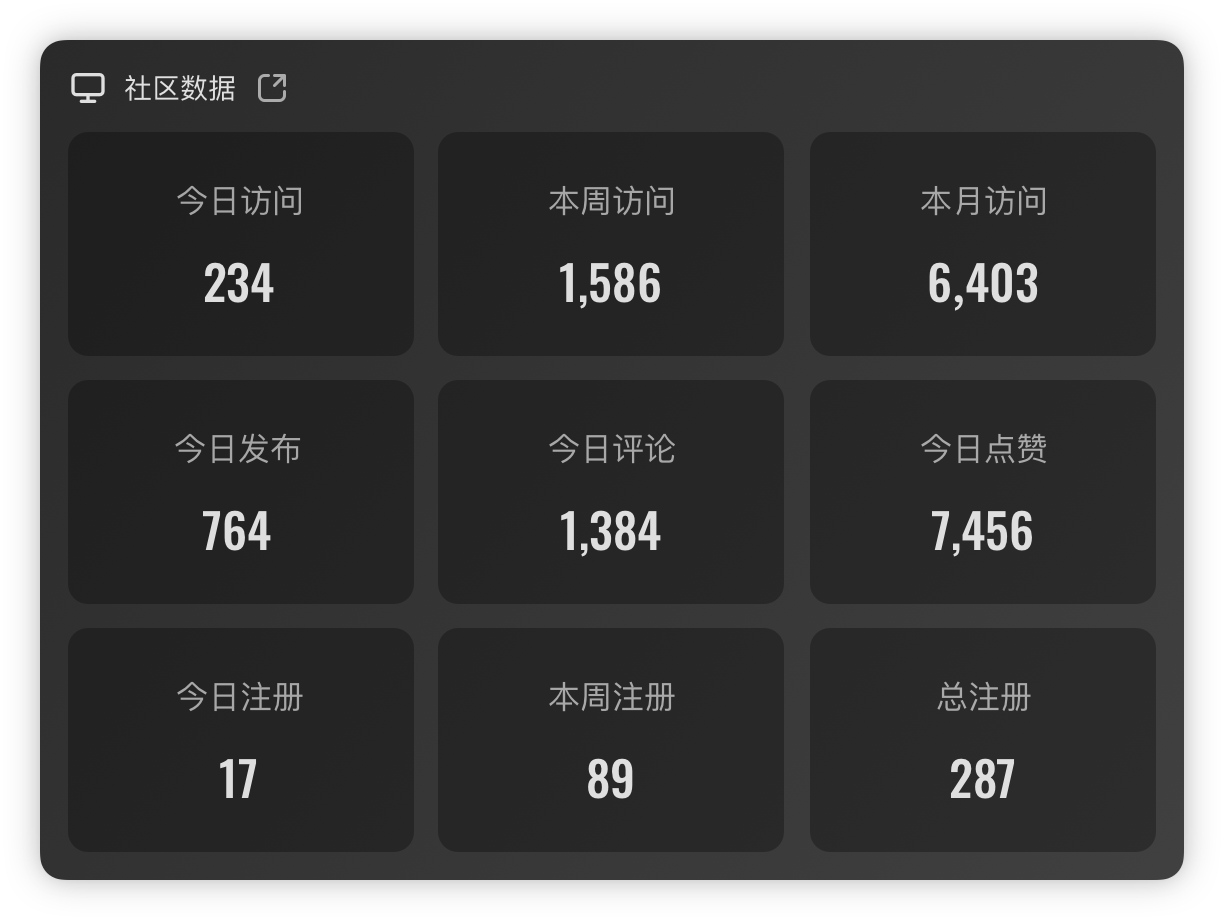 社区数据
今日访问
本周访问
本月访问
234
1,586
6,403
今日发布
今日评论
今日点赞
764
1,384
7,456
今日注册
本周注册
总注册
17
89
287